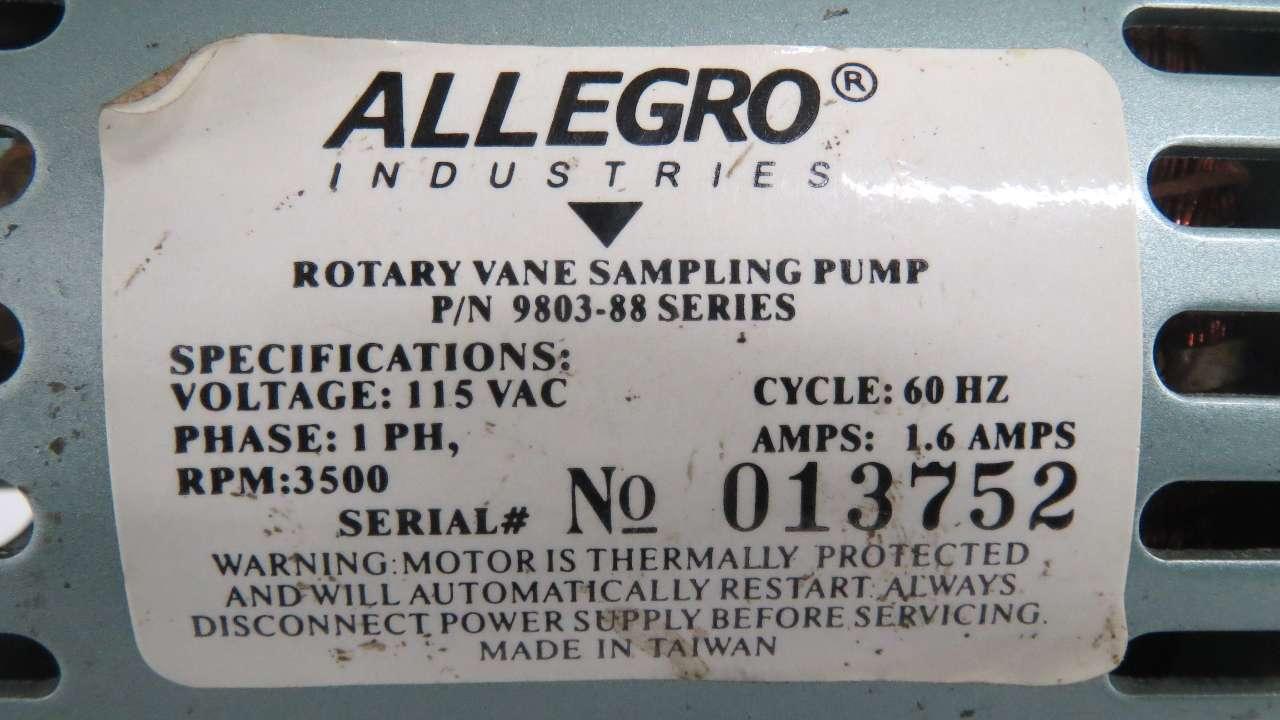 ALLEGRO®
INDUSTRIES
ROTARY VANE SAMPLING PUMP
P/N 9803-88 SERIES
SPECIFICATIONS:
VOLTAGE: 115 VAC CYCLE: 60 HZ
PHASE: 1 PH, AMPS: 1.6 AMPS
RPM:3500
SERIAL# No 013752
WARNING: MOTOR IS THERMALLY PROTECTED
AND WILL AUTOMATICALLY RESTART. ALWAYS
DISCONNECT POWER SUPPLY BEFORE SERVICING.
MADE IN TAIWAN